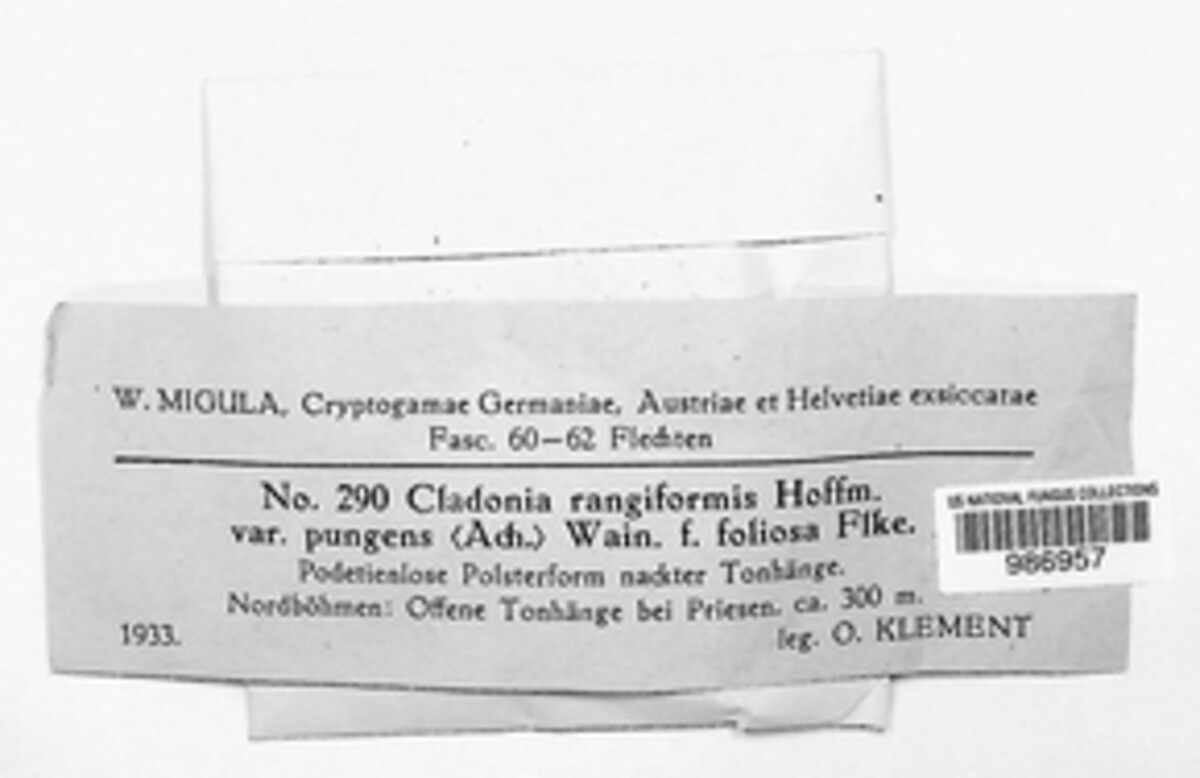 W. MIGULA, Cryptogamae Germaniae, Austriae et Helvetiae exsiccatae
Fasc. 60—62 Flechten
No. 290 Cladonia rangiformis Hoffm.
var. pungens (Ach.) Wain. f. foliosa Flke.
Podetienlose Polsterform nackter Tonhänge.
Nordböhmen: Offene Tonhänge bei Priesen, ca. 300 m.
1933. leg. O. KLEMENT
US NATIONAL FUNGUS COLLECTIONS
986957